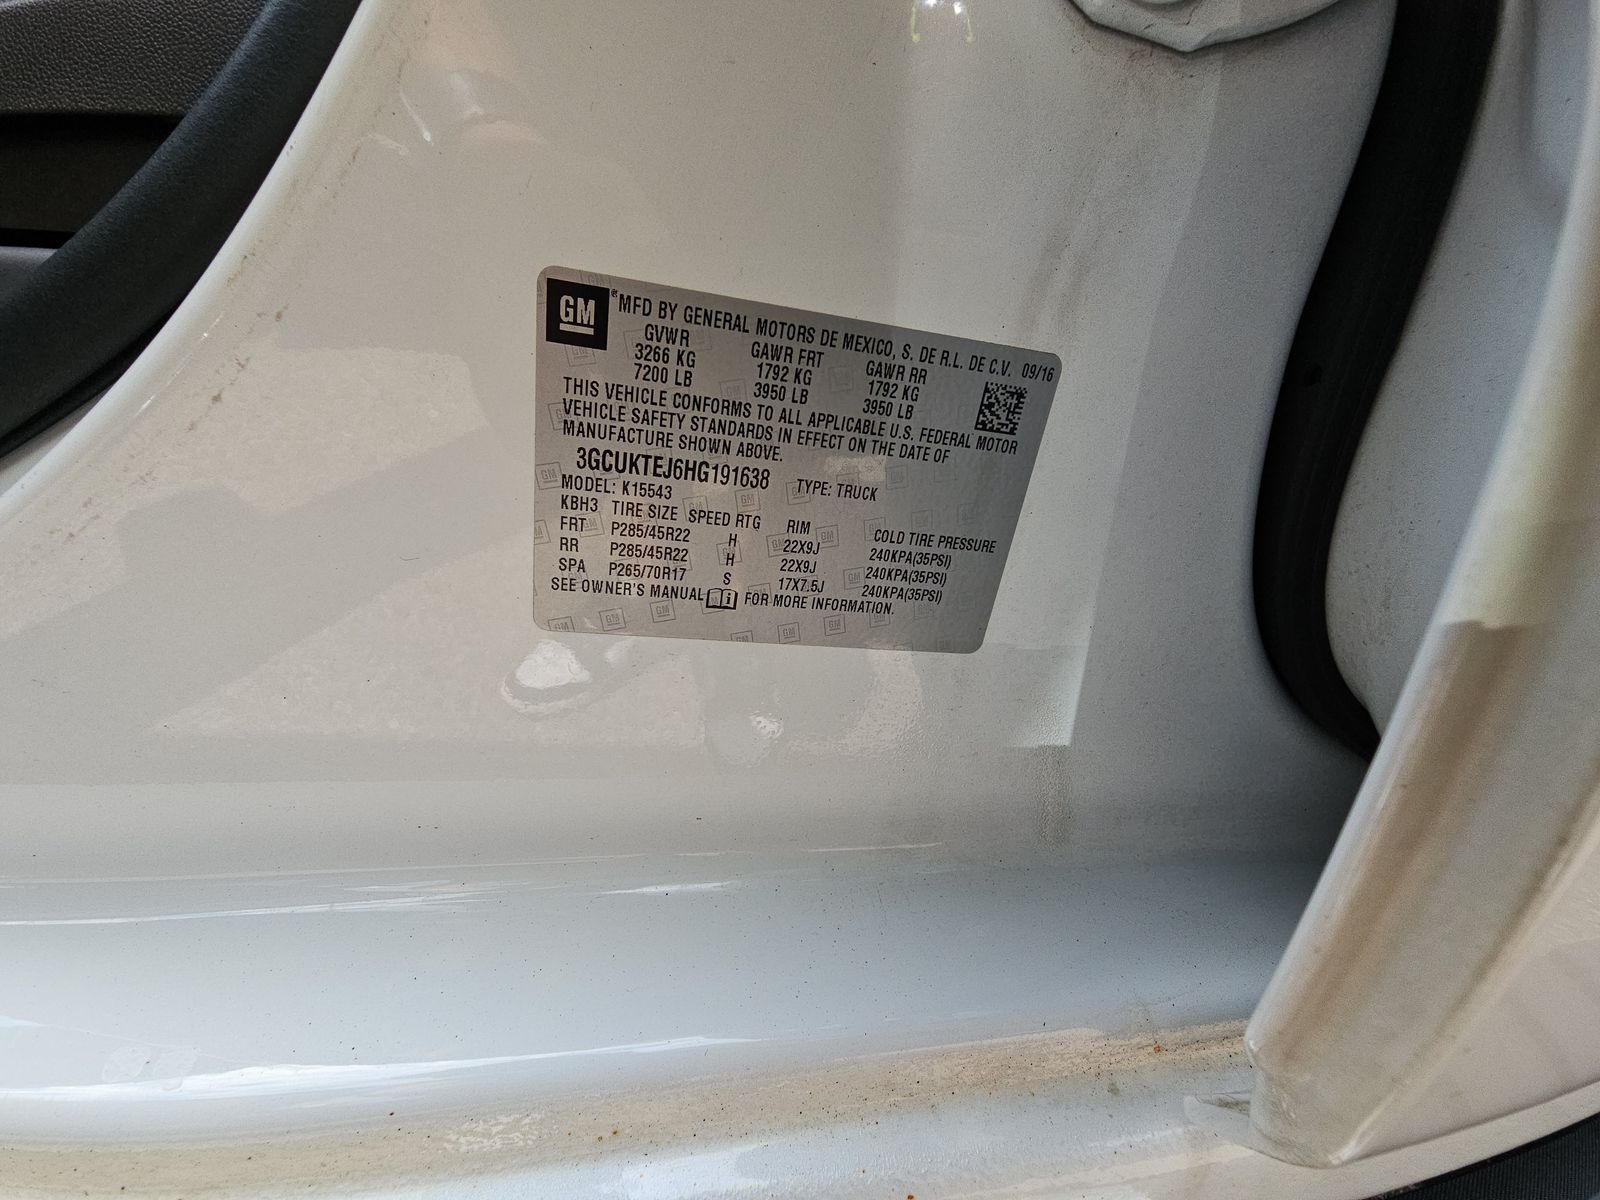 GM ® MFD BY GENERAL MOTORS DE MEXICO, S. DE R.L. DE C.V. 09/16
GVWR GAWR FRT GAWR RR
3266 KG 1792 KG 1792 KG
7200 LB 3950 LB 3950 LB
THIS VEHICLE CONFORMS TO ALL APPLICABLE U.S. FEDERAL MOTOR
VEHICLE SAFETY STANDARDS IN EFFECT ON THE DATE OF
MANUFACTURE SHOWN ABOVE.
3GCUKTEJ6HG191638 TYPE: TRUCK
MODEL: K15543
KBH3 TIRE SIZE SPEED RTG RIM COLD TIRE PRESSURE
FRT P285/45R22 H 22X9J 240KPA(35PSI)
RR P285/45R22 H 22X9J 240KPA(35PSI)
SPA P265/70R17 S 17X7.5J 240KPA(35PSI)
SEE OWNER'S MANUAL FOR MORE INFORMATION.